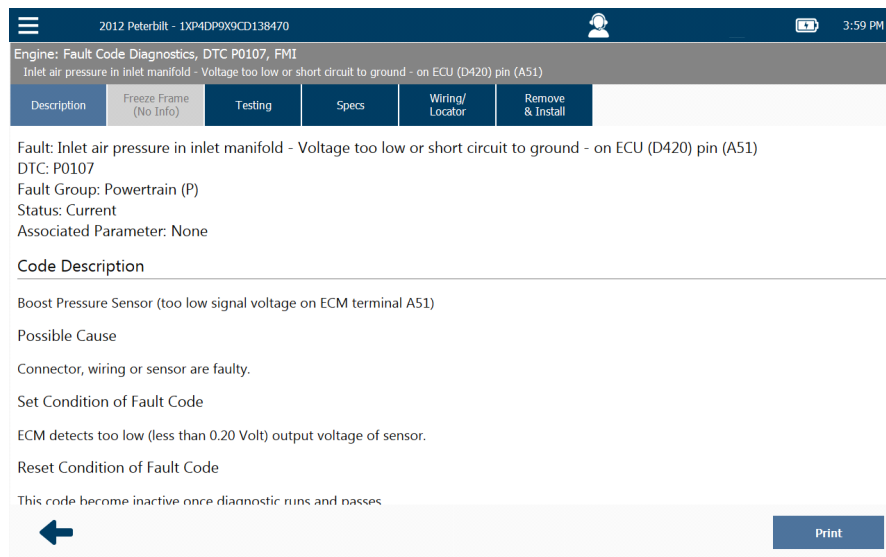 2012 Peterbilt - 1XP4DP9X9CD138470
3:59 PM
Engine: Fault Code Diagnostics, DTC P0107, FMI
Inlet air pressure in inlet manifold - Voltage too low or short circuit to ground - on ECU (D420) pin (A51)
Description
Freeze Frame
(No Info)
Testing
Specs
Wiring/
Locator
Remove
& Install
Fault: Inlet air pressure in inlet manifold - Voltage too low or short circuit to ground - on ECU (D420) pin (A51)
DTC: P0107
Fault Group: Powertrain (P)
Status: Current
Associated Parameter: None
Code Description
Boost Pressure Sensor (too low signal voltage on ECM terminal A51)
Possible Cause
Connector, wiring or sensor are faulty.
Set Condition of Fault Code
ECM detects too low (less than 0.20 Volt) output voltage of sensor.
Reset Condition of Fault Code
This code become inactive once diagnostic runs and passes
Print